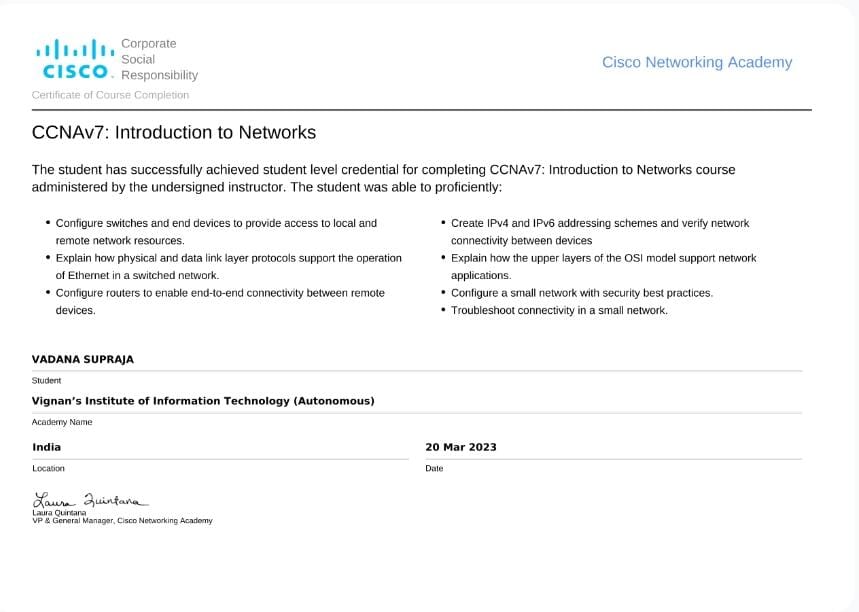 CISCO
Corporate
Social
Responsibility
Cisco Networking Academy
Certificate of Course Completion
CCNAv7: Introduction to Networks
The student has successfully achieved student level credential for completing CCNAv7: Introduction to Networks course
administered by the undersigned instructor. The student was able to proficiently:
• Configure switches and end devices to provide access to local and
remote network resources.
• Explain how physical and data link layer protocols support the operation
of Ethernet in a switched network.
• Configure routers to enable end-to-end connectivity between remote
devices.
• Create IPv4 and IPv6 addressing schemes and verify network
connectivity between devices
• Explain how the upper layers of the OSI model support network
applications.
• Configure a small network with security best practices.
• Troubleshoot connectivity in a small network.
VADANA SUPRAJA
Student
Vignan's Institute of Information Technology (Autonomous)
Academy Name
India
Location
20 Mar 2023
Date
Laura Quintana
Laura Quintana
VP & General Manager, Cisco Networking Academy